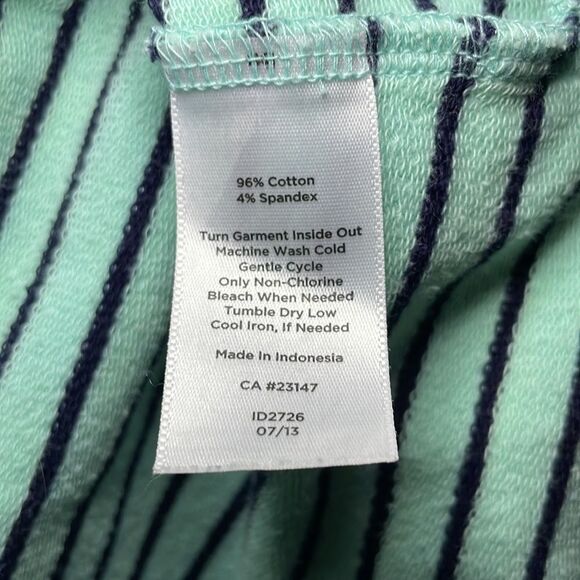 96% Cotton
4% Spandex
Turn Garment Inside Out
Machine Wash Cold
Gentle Cycle
Only Non-Chlorine
Bleach When Needed
Tumble Dry Low
Cool Iron, If Needed
Made In Indonesia
CA #23147
ID2726
07/13